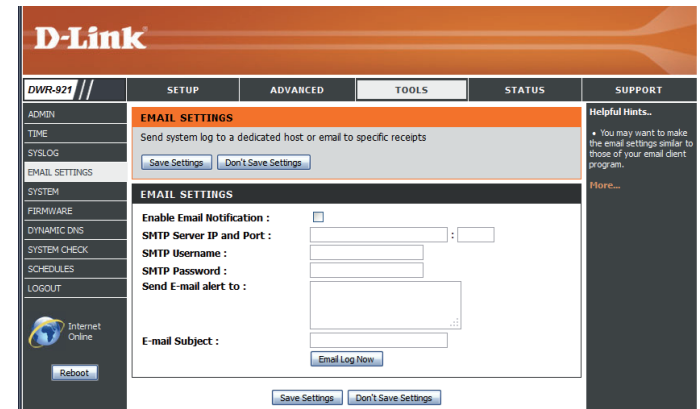 D-Link
DWR-921 SETUP ADVANCED TOOLS STATUS SUPPORT
ADMIN
TIME
SYSLOG
EMAIL SETTINGS
SYSTEM
FIRMWARE
DYNAMIC DNS
SYSTEM CHECK
SCHEDULES
LOGOUT
Internet
Online
Reboot
EMAIL SETTINGS
Send system log to a dedicated host or email to specific receipts
Save Settings Don't Save Settings
EMAIL SETTINGS
Enable Email Notification :
SMTP Server IP and Port : :
SMTP Username :
SMTP Password :
Send E-mail alert to :
E-mail Subject :
Email Log Now
Save Settings Don't Save Settings
Helpful Hints..
• You may want to make
the email settings similar to
those of your email client
program.
More...